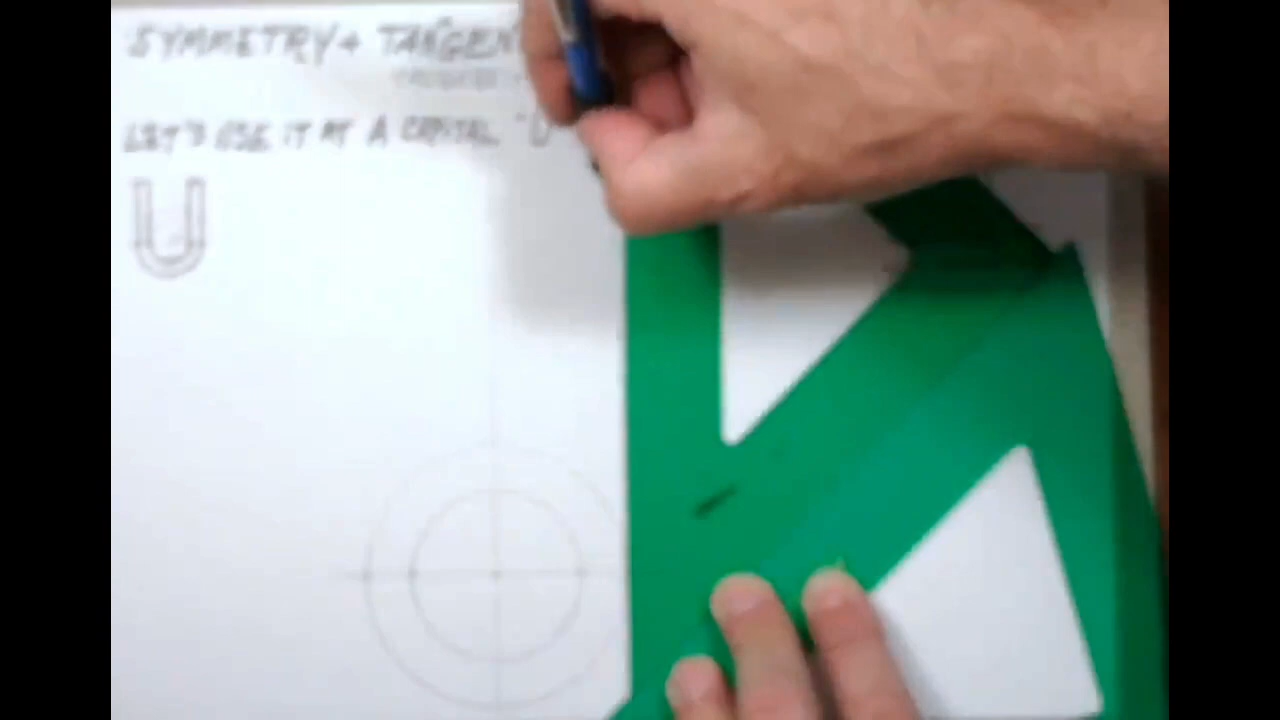 SYMMETRY + TANGEN
LET'S USE IT AT A CAPITAL "U
U